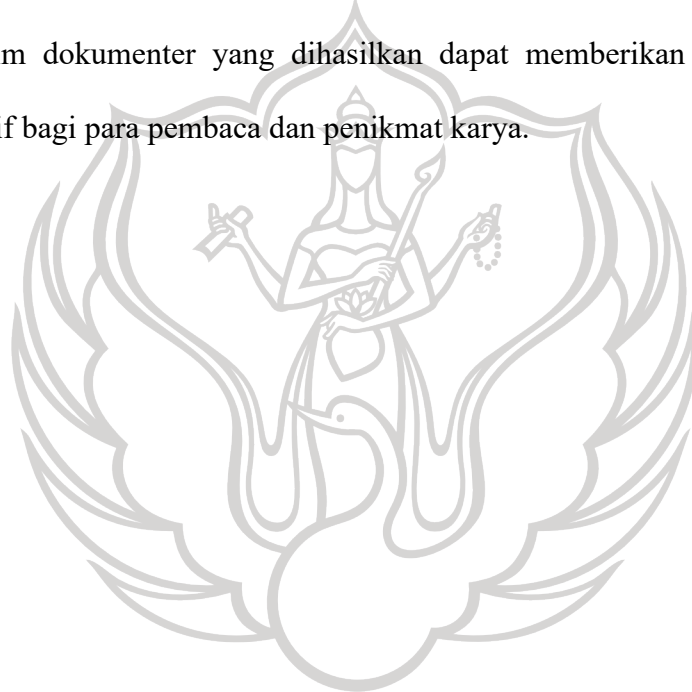 m dokumenter yang dihasilkan dapat memberikan
if bagi para pembaca dan penikmat karya.